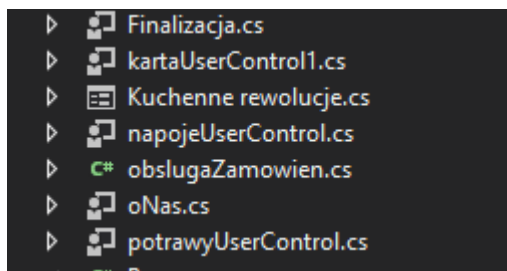 Finalizacja.cs
kartaUserControl1.cs
Kuchenne rewolucje.cs
napojeUserControl.cs
C# obslugaZamowien.cs
oNas.cs
potrawyUserControl.cs